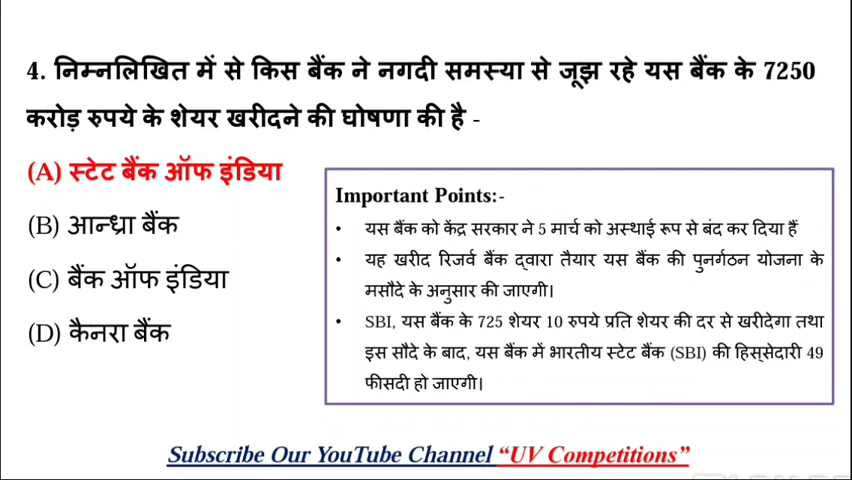 4. निम्नलिखित में से किस बैंक ने नगदी समस्या से जूझ रहे यस बैंक के 7250
करोड़ रुपये के शेयर खरीदने की घोषणा की है -
(A) स्टेट बैंक ऑफ इंडिया
(B) आन्ध्रा बैंक
(C) बैंक ऑफ इंडिया
(D) कैनरा बैंक
Important Points:-
• यस बैंक को केंद्र सरकार ने 5 मार्च को अस्थाई रूप से बंद कर दिया हैं
• यह खरीद रिजर्व बैंक द्वारा तैयार यस बैंक की पुनर्गठन योजना के
मसौदे के अनुसार की जाएगी।
• SBI, यस बैंक के 725 शेयर 10 रुपये प्रति शेयर की दर से खरीदेगा तथा
इस सौदे के बाद, यस बैंक में भारतीय स्टेट बैंक (SBI) की हिस्सेदारी 49
फीसदी हो जाएगी।
Subscribe Our YouTube Channel “UV Competitions”